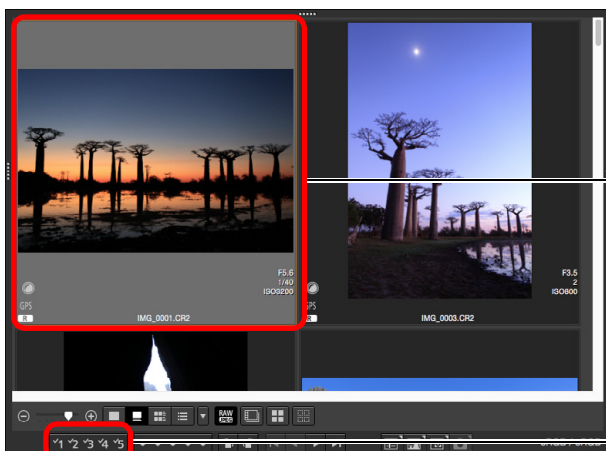 F5.6
1/40
ISO3200
GPS
R
IMG_0001.CR2
F3.5
2
ISO800
GPS
R
IMG_0003.CR2
RAW
JPEG
1 2 3 4 5